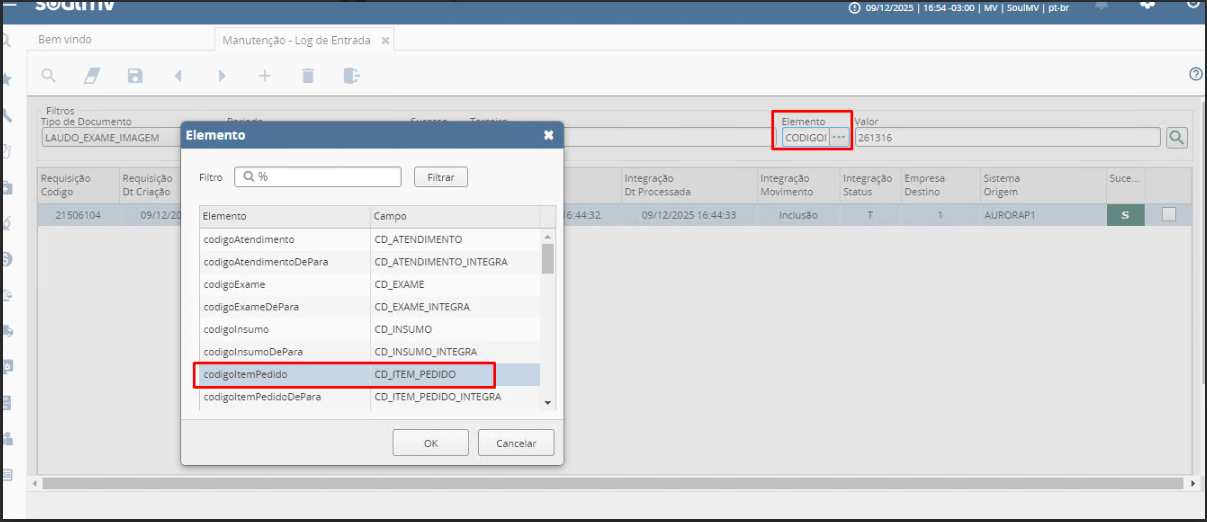 soulmv
09/12/2025 | 16:54 -03:00 | MV | SoulMV | pt-br
Bem vindo
Manutenção - Log de Entrada
Filtros
Tipo de Documento
Elemento
Valor
LAUDO_EXAME_IMAGEM
CODIGOI
261316
Requisição Código
Requisição Dt Criação
Integração Dt Processada
Integração Movimento
Integração Status
Empresa Destino
Sistema Origem
Suce...
21506104
09/12/20
16:44:32
09/12/2025 16:44:33
Inclusão
T
1
AURORAP1
S
Elemento
Filtro
%
Filtrar
Elemento Campo
codigoAtendimento CD_ATENDIMENTO
codigoAtendimentoDePara CD_ATENDIMENTO_INTEGRA
codigoExame CD_EXAME
codigoExameDePara CD_EXAME_INTEGRA
codigoInsumo CD_INSUMO
codigoInsumoDePara CD_INSUMO_INTEGRA
codigoItemPedido CD_ITEM_PEDIDO
codigoItemPedidoDePara CD_ITEM_PEDIDO_INTEGRA
OK
Cancelar